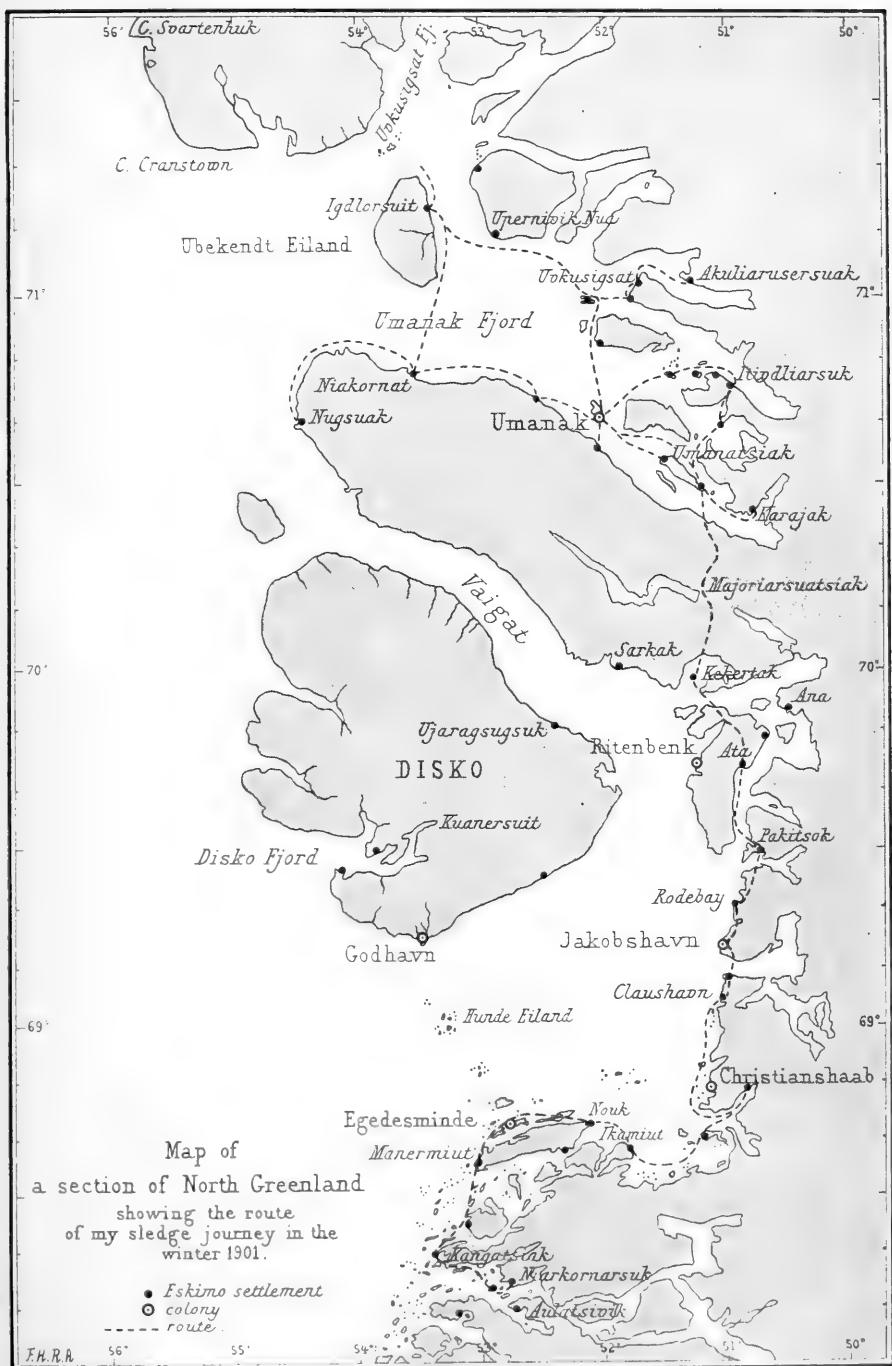 56° C. Svartenhuk 54° 52° 51° 50°
Uvkusigsat Fj.
C. Cranstown
Igdlorsuit
Upernivik Nua
Ubekendt Eiland
Uvkusigsat
Akuliarusersuak
71° 71°
Umanak Fjord
Niakornat
Itivdliarsuk
Nugsuak
Umanak
Umanatsiak
Karajak
Majoriarsuatsiak
Vaigat
Sarkak
70° 70°
Kekertak
Ana
Ujaragsugsuk
Ritenbenk
Ata
DISKO
Kuanersuit
Pakitsok
Disko Fjord
Rodebay
Jakobshavn
Godhavn
Claushavn
Hunde Eiland
69° 69°
Christianshaab
Egedesminde
Nouk
Ikamiut
Manermiut
Map of
a section of North Greenland
showing the route
of my sledge journey in the
winter 1901.
Kangatsiak
Niarkornarsuk
Eskimo settlement
colony
Aulatsivik
route
F.H.R.A.
56° 55° 54° 53° 52° 51° 50°